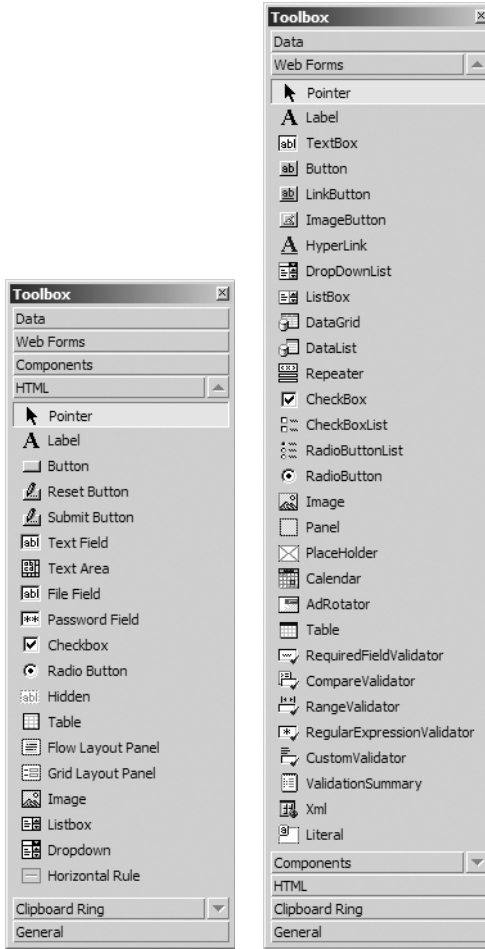 Toolbox
Data
Web Forms
Components
HTML
Pointer
Label
Button
Reset Button
Submit Button
Text Field
Text Area
File Field
Password Field
Checkbox
Radio Button
Hidden
Table
Flow Layout Panel
Grid Layout Panel
Image
Listbox
Dropdown
Horizontal Rule
Clipboard Ring
General
Toolbox
Data
Web Forms
Pointer
Label
TextBox
Button
LinkButton
ImageButton
HyperLink
DropDownList
ListBox
DataGrid
DataList
Repeater
CheckBox
CheckBoxList
RadioButtonList
RadioButton
Image
Panel
PlaceHolder
Calendar
AdRotator
Table
RequiredFieldValidator
CompareValidator
RangeValidator
RegularExpressionValidator
CustomValidator
ValidationSummary
Xml
Literal
Components
HTML
Clipboard Ring
General